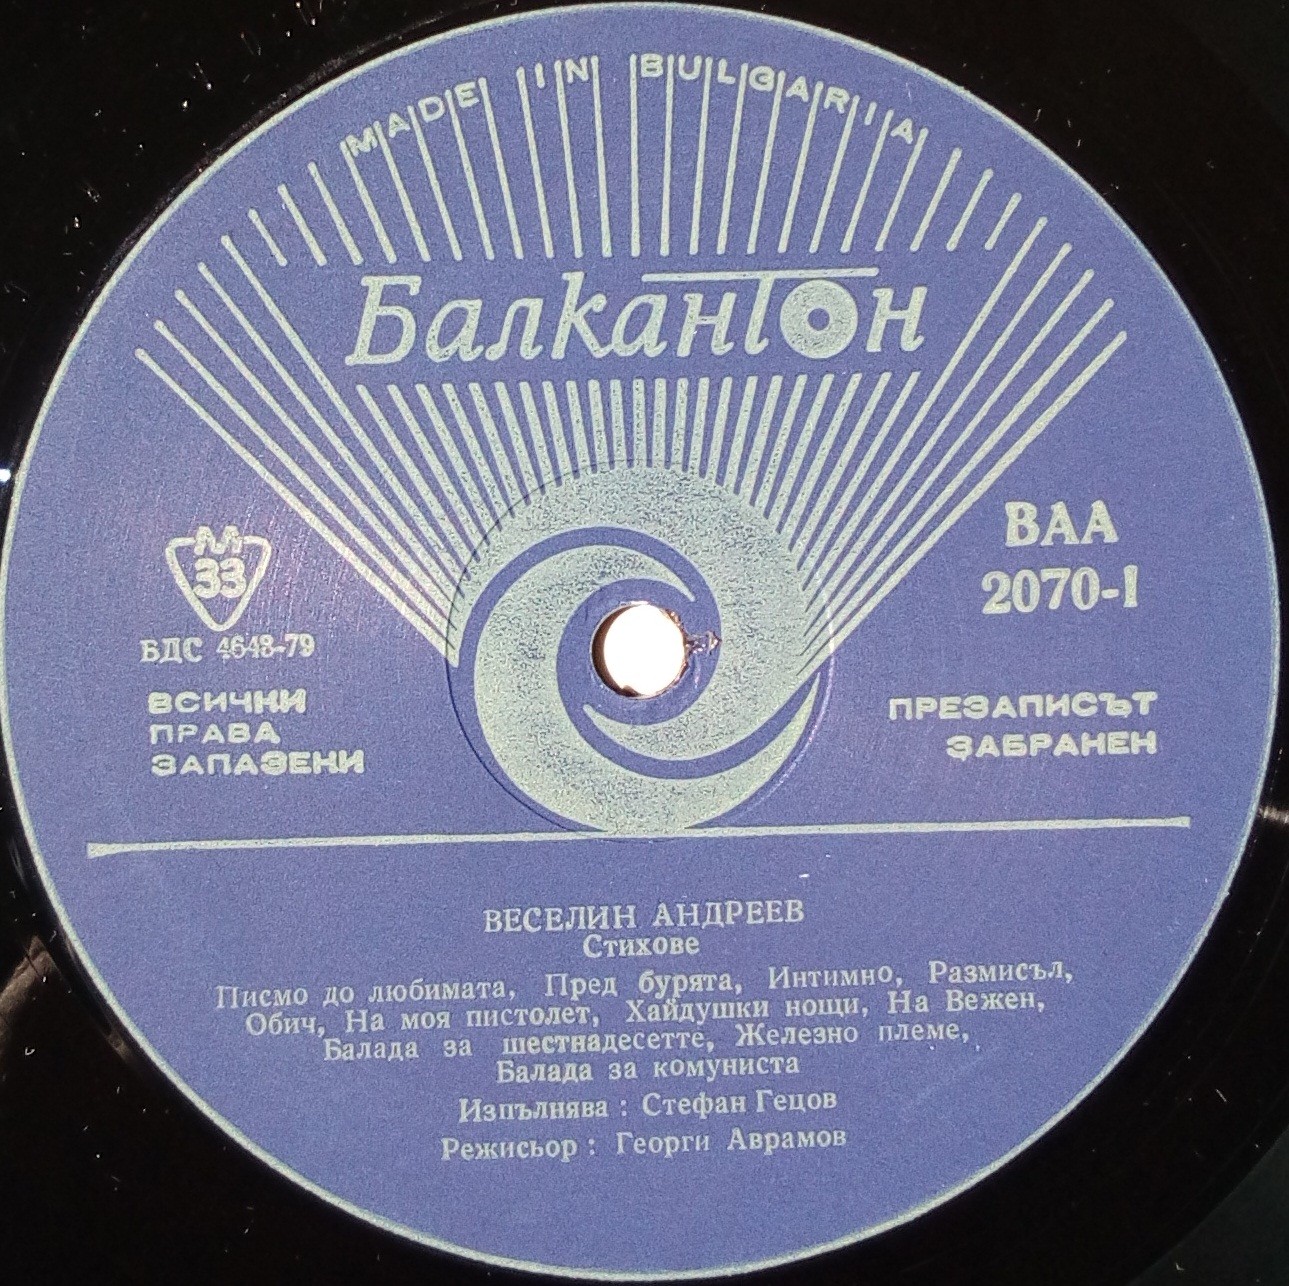 MADE IN BULGARIA
Балкантон
М
33
БДС 4648-79
ВСИЧКИ
ПРАВА
ЗАПАЗЕНИ
ВАА
2070-I
ПРЕЗАПИСЪТ
ЗАБРАНЕН
ВЕСЕЛИН АНДРЕЕВ
Стихове
Писмо до любимата, Пред бурята, Интимно, Размисъл,
Обич, На моя пистолет, Хайдушки нощи, На Вежен,
Балада за шестнадесетте, Железно племе,
Балада за комуниста
Изпълнява : Стефан Гецов
Режисьор : Георги Аврамов